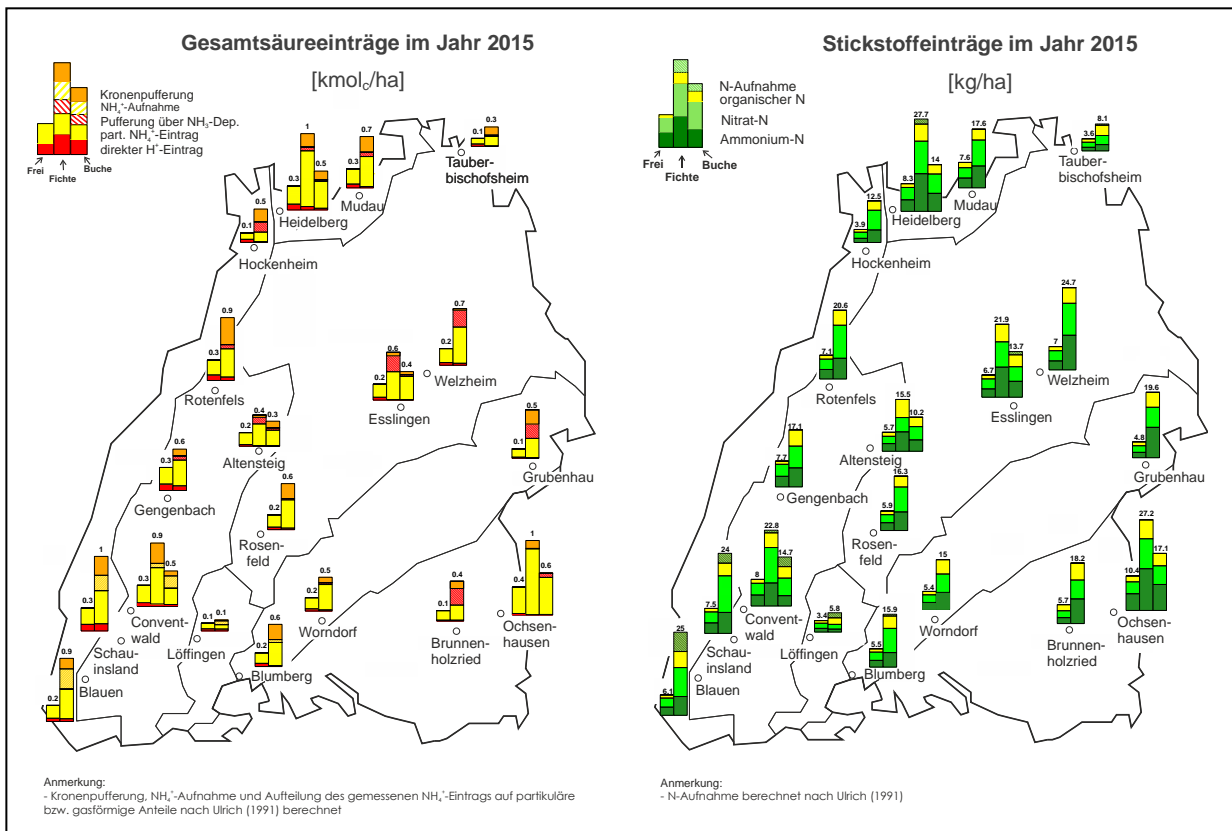 Gesamtsäureeinträge im Jahr 2015
[kmolc/ha]
Kronenpufferung
NH4+-Aufnahme
Pufferung über NH3-Dep.
part. NH4+-Eintrag
direkter H+-Eintrag
Frei
Fichte
Buche
0.1
0.3
Tauber-
bischofsheim
0.3
1
0.5
Heidelberg
0.3
0.7
Mudau
0.1
0.5
Hockenheim
0.3
0.9
Rotenfels
0.2
0.7
Welzheim
0.2
0.6
0.4
Esslingen
0.2
0.4
0.3
Altensteig
0.1
0.5
Grubenhau
0.3
0.6
Gengenbach
0.2
0.6
Rosen-
feld
0.3
0.9
0.5
Convent-
wald
0.3
1
Schau-
insland
0.1
0.1
Löffingen
0.2
0.5
Worndorf
0.2
0.6
Blumberg
0.1
0.4
Brunnen-
holzried
0.4
1
0.6
Ochsen-
hausen
0.2
0.9
Blauen
Anmerkung:
- Kronenpufferung, NH4+-Aufnahme und Aufteilung des gemessenen NH4+-Eintrags auf partikuläre
bzw. gasförmige Anteile nach Ulrich (1991) berechnet
Stickstoffeinträge im Jahr 2015
[kg/ha]
N-Aufnahme
organischer N
Nitrat-N
Ammonium-N
Frei
Fichte
Buche
3.6
8.1
Tauber-
bischofsheim
8.3
27.7
14
Heidelberg
7.6
17.6
Mudau
3.9
12.5
Hockenheim
7.1
20.6
Rotenfels
7
24.7
Welzheim
6.7
21.9
13.7
Esslingen
5.7
15.5
10.2
Altensteig
4.8
19.6
Grubenhau
7.7
17.1
Gengenbach
5.9
16.3
Rosen-
feld
8
22.8
14.7
Convent-
wald
7.5
24
Schau-
insland
3.4
5.8
Löffingen
5.4
15
Worndorf
5.5
15.9
Blumberg
5.7
18.2
Brunnen-
holzried
10.4
27.2
17.1
Ochsen-
hausen
6.1
25
Blauen
Anmerkung:
- N-Aufnahme berechnet nach Ulrich (1991)